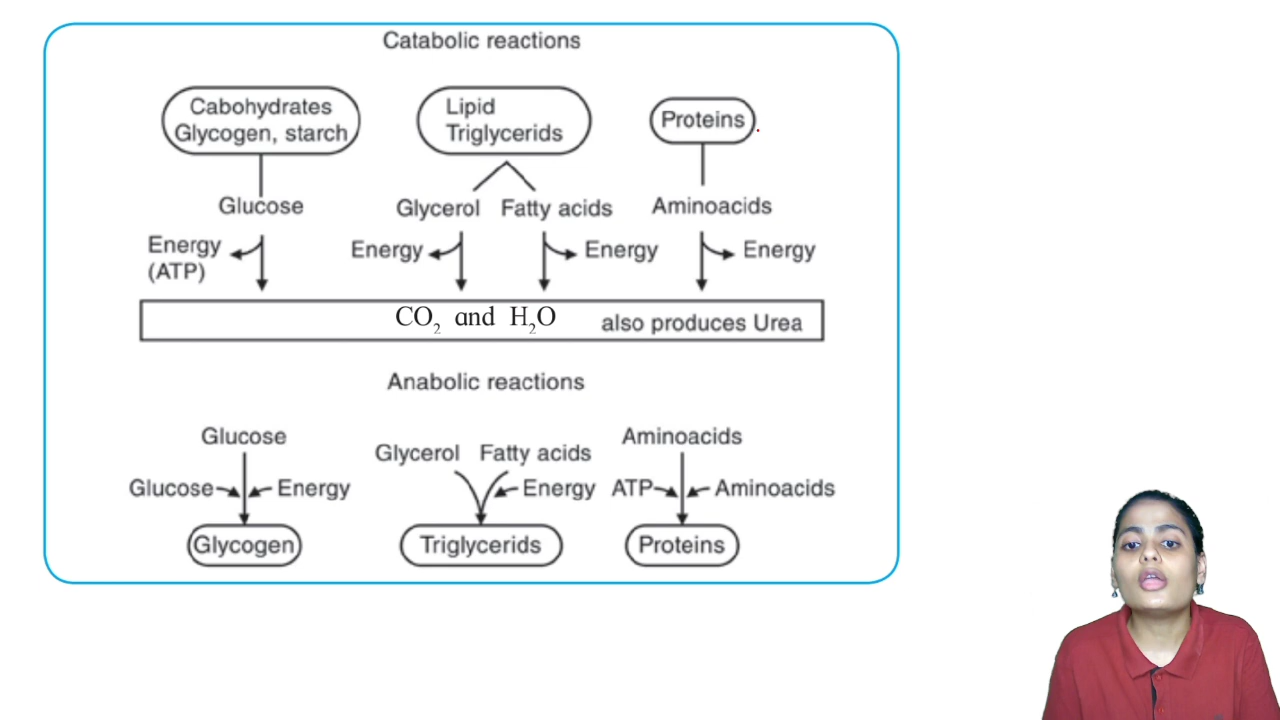 Catabolic reactions
Cabohydrates
Glycogen, starch
Lipid
Triglycerids
Proteins
Glucose
Glycerol
Fatty acids
Aminoacids
Energy
(ATP)
Energy
Energy
Energy
CO₂ and H₂O
also produces Urea
Anabolic reactions
Glucose
Glycerol
Fatty acids
Aminoacids
Glucose
Energy
Energy
ATP
Aminoacids
Glycogen
Triglycerids
Proteins